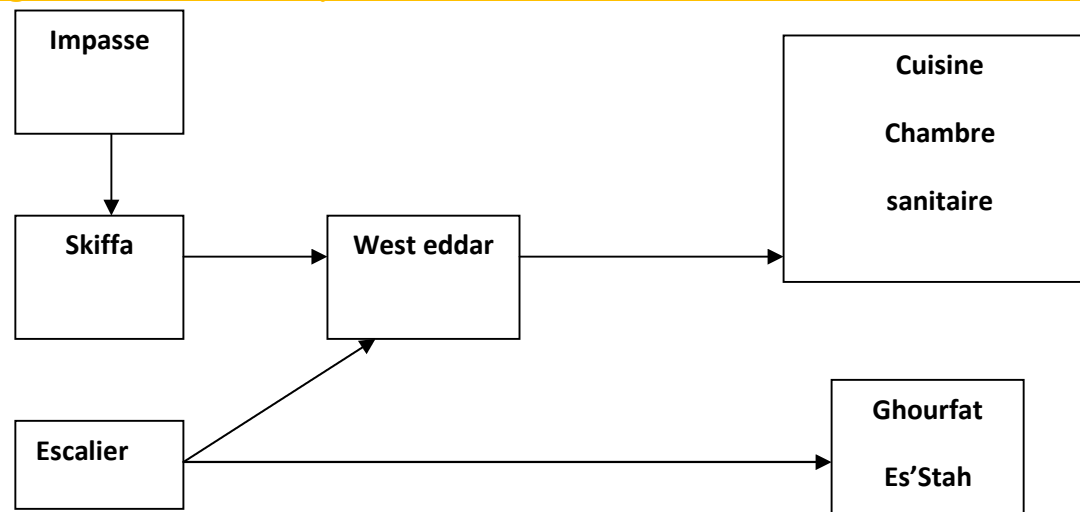 Impasse
Cuisine
Chambre
sanitaire
Skiffa
West eddar
Ghourfat
Es’Stah
Escalier